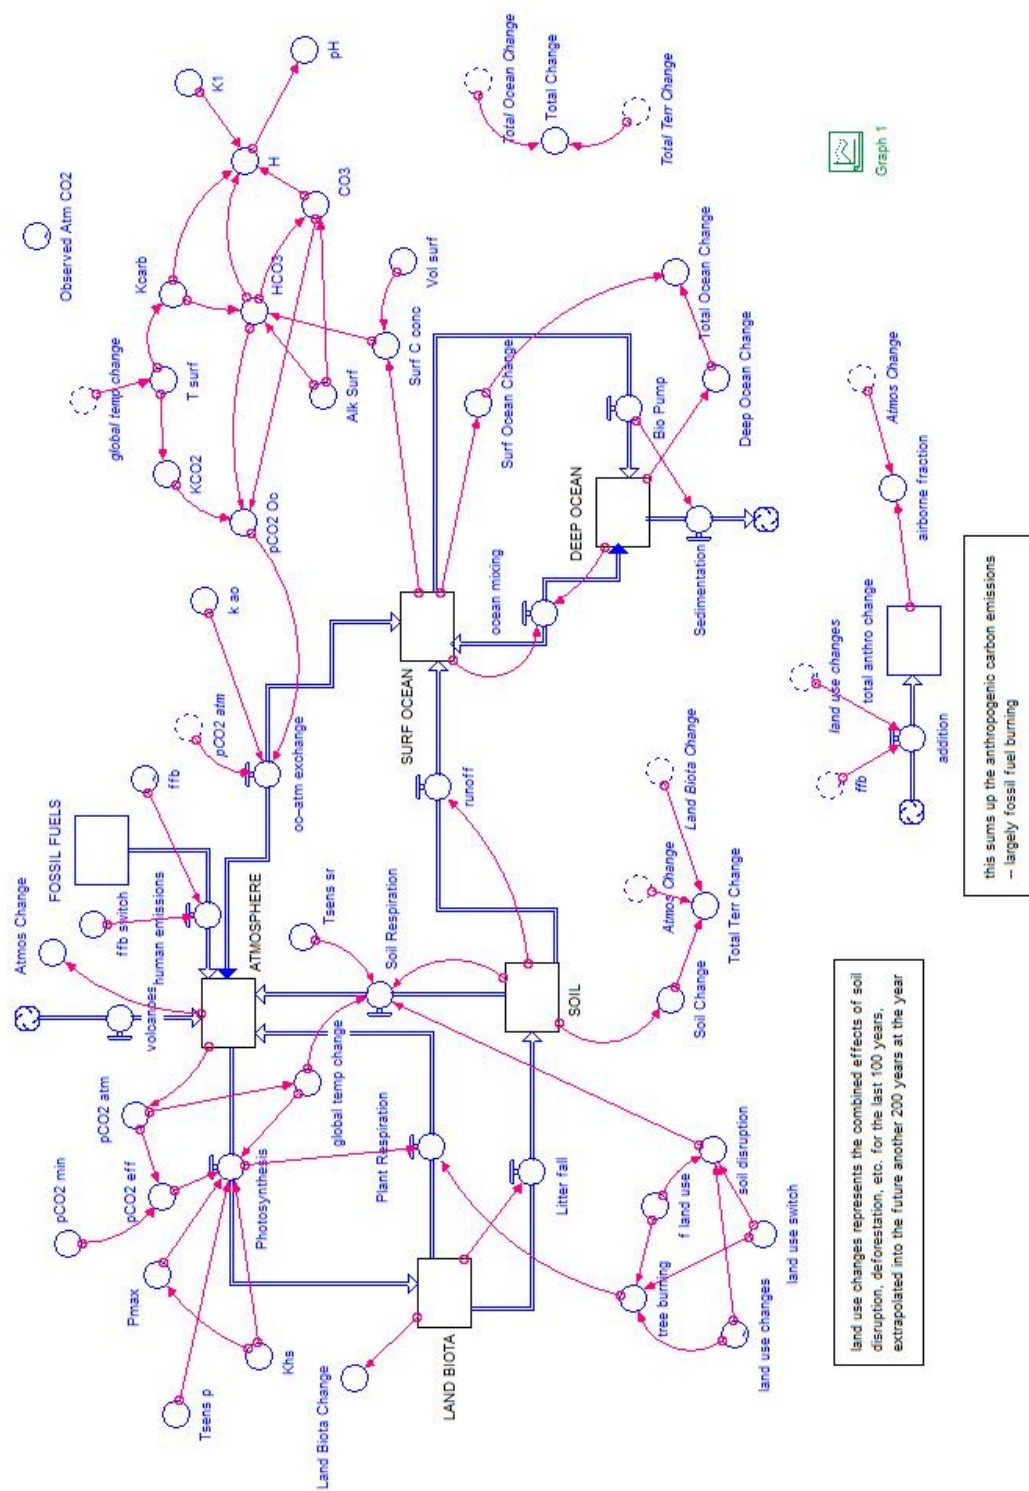 Observed Atm CO2
K1
pH
H
CO3
Kcarb
HCO3
global temp change
T surf
KCO2
pCO2 Oc
Alk Surf
Surf C conc
Vol surf
Total Ocean Change
Total Change
Total Terr Change
Graph 1
Atmos Change
FOSSIL FUELS
ffb switch
ffb
volcanoes
human emissions
ATMOSPHERE
pCO2 atm
k ao
oc-atm exchange
SURF OCEAN
ocean mixing
Surf Ocean Change
Bio Pump
DEEP OCEAN
Deep Ocean Change
Total Ocean Change
Sedimentation
pCO2 min
pCO2 atm
pCO2 eff
Pmax
Tsens p
Khs
Photosynthesis
global temp change
Tsens sr
Soil Respiration
Plant Respiration
Land Biota Change
LAND BIOTA
Litter fall
SOIL
runoff
Soil Change
Atmos Change
Land Biota Change
Total Terr Change
tree burning
f land use
soil disruption
land use changes
land use switch
ffb
land use changes
total anthro change
addition
airborne fraction
Atmos Change
land use changes represents the combined effects of soil
disruption, deforestation, etc. for the last 100 years,
extrapolated into the future another 200 years at the year
this sums up the anthropogenic carbon emissions
-- largely fossil fuel burning